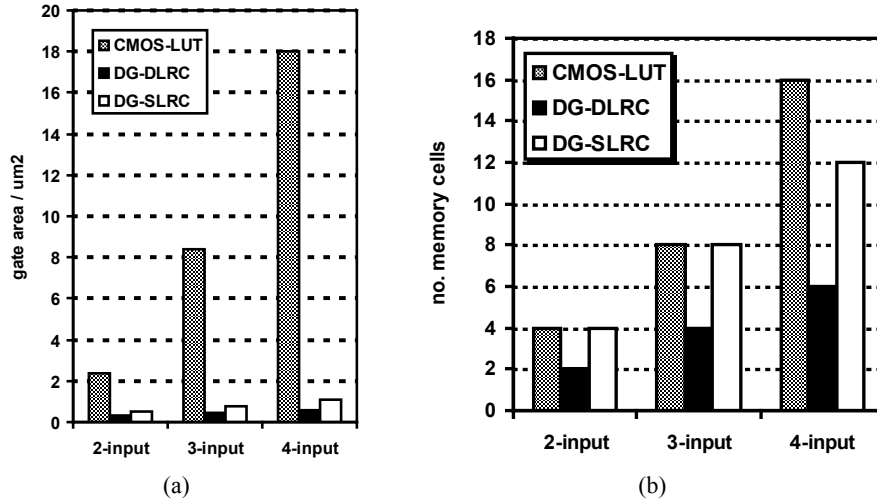 20
18
16
14
12
10
8
6
4
2
0
gate area / um2
CMOS-LUT
DG-DLRC
DG-SLRC
2-input
3-input
4-input
(a)
18
16
14
12
10
8
6
4
2
0
no. memory cells
CMOS-LUT
DG-DLRC
DG-SLRC
2-input
3-input
4-input
(b)